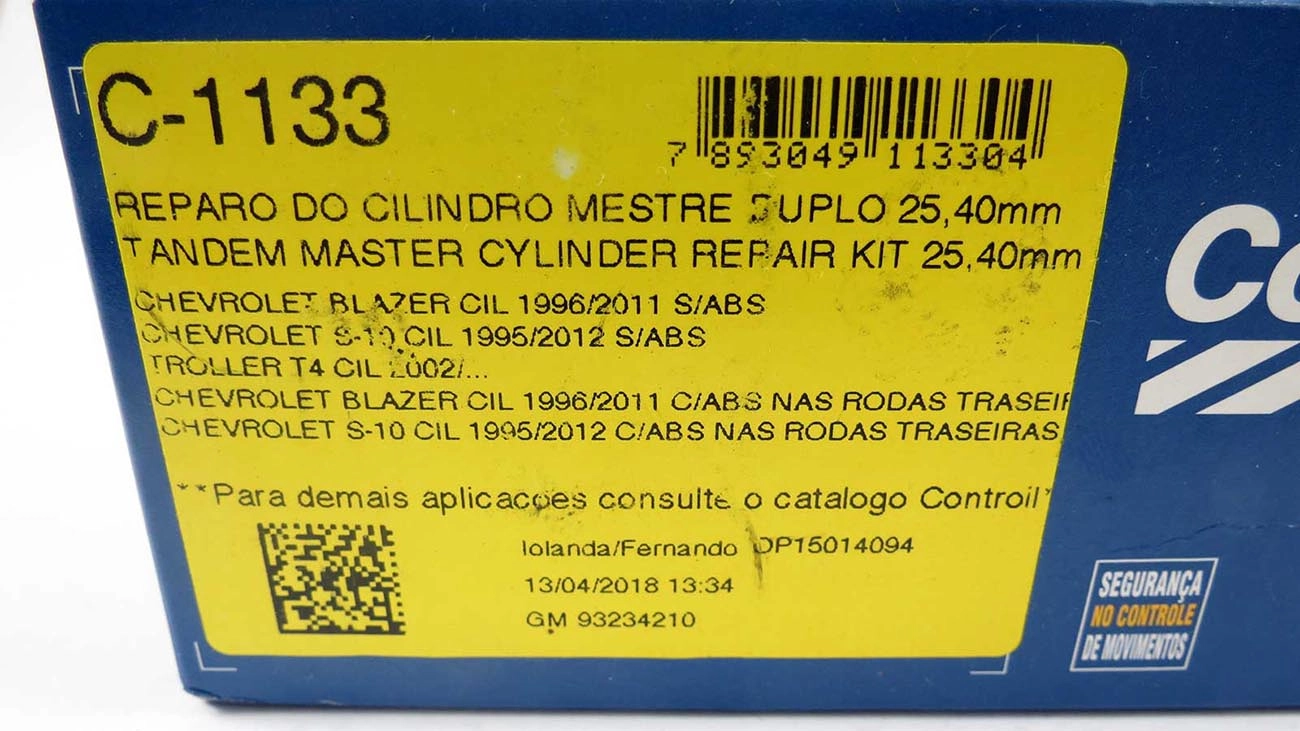 C-1133
7 893049 113304
REPARO DO CILINDRO MESTRE DUPLO 25,40mm
TANDEM MASTER CYLINDER REPAIR KIT 25,40mm
CHEVROLET BLAZER CIL 1996/2011 S/ABS
CHEVROLET S-10 CIL 1995/2012 S/ABS
TROLLER T4 CIL 2002/...
CHEVROLET BLAZER CIL 1996/2011 C/ABS NAS RODAS
CHEVROLET S-10 CIL 1995/2012 C/ABS NAS RODAS TRASEIRAS
**Para demais aplicacoes consulte o catalogo Controil*
Iolanda/Fernando OP15014094
13/04/2018 13:34
GM 93234210
SEGURANÇA
NO CONTROLE
DE MOVIMENTOS